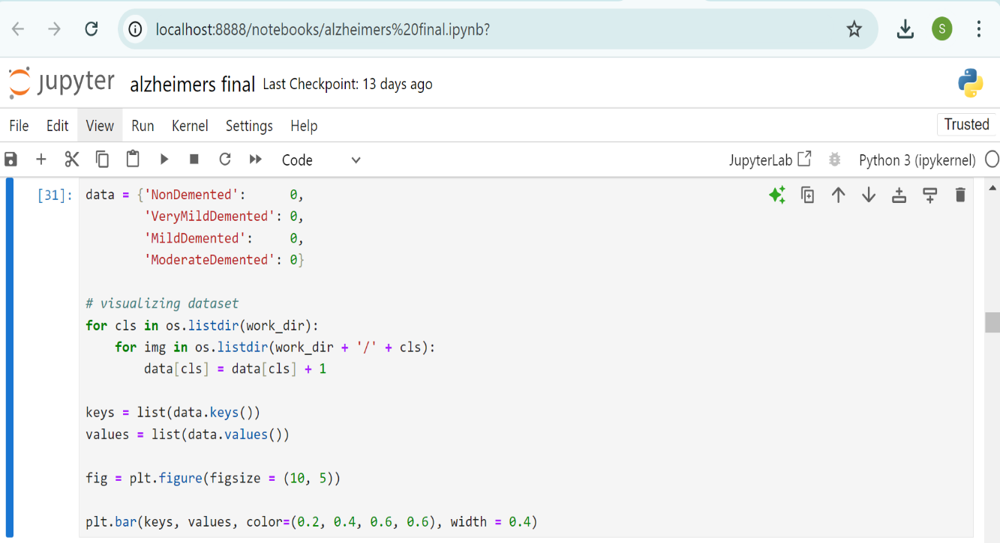 localhost:8888/notebooks/alzheimers%20final.ipynb?
S
jupyter alzheimers final Last Checkpoint: 13 days ago
File Edit View Run Kernel Settings Help Trusted
Code JupyterLab Python 3 (ipykernel)
[31]: data = {'NonDemented':     0,
        'VeryMildDemented': 0,
        'MildDemented':     0,
        'ModerateDemented': 0}
# visualizing dataset
for cls in os.listdir(work_dir):
    for img in os.listdir(work_dir + '/' + cls):
        data[cls] = data[cls] + 1
keys = list(data.keys())
values = list(data.values())
fig = plt.figure(figsize = (10, 5))
plt.bar(keys, values, color=(0.2, 0.4, 0.6, 0.6), width = 0.4)